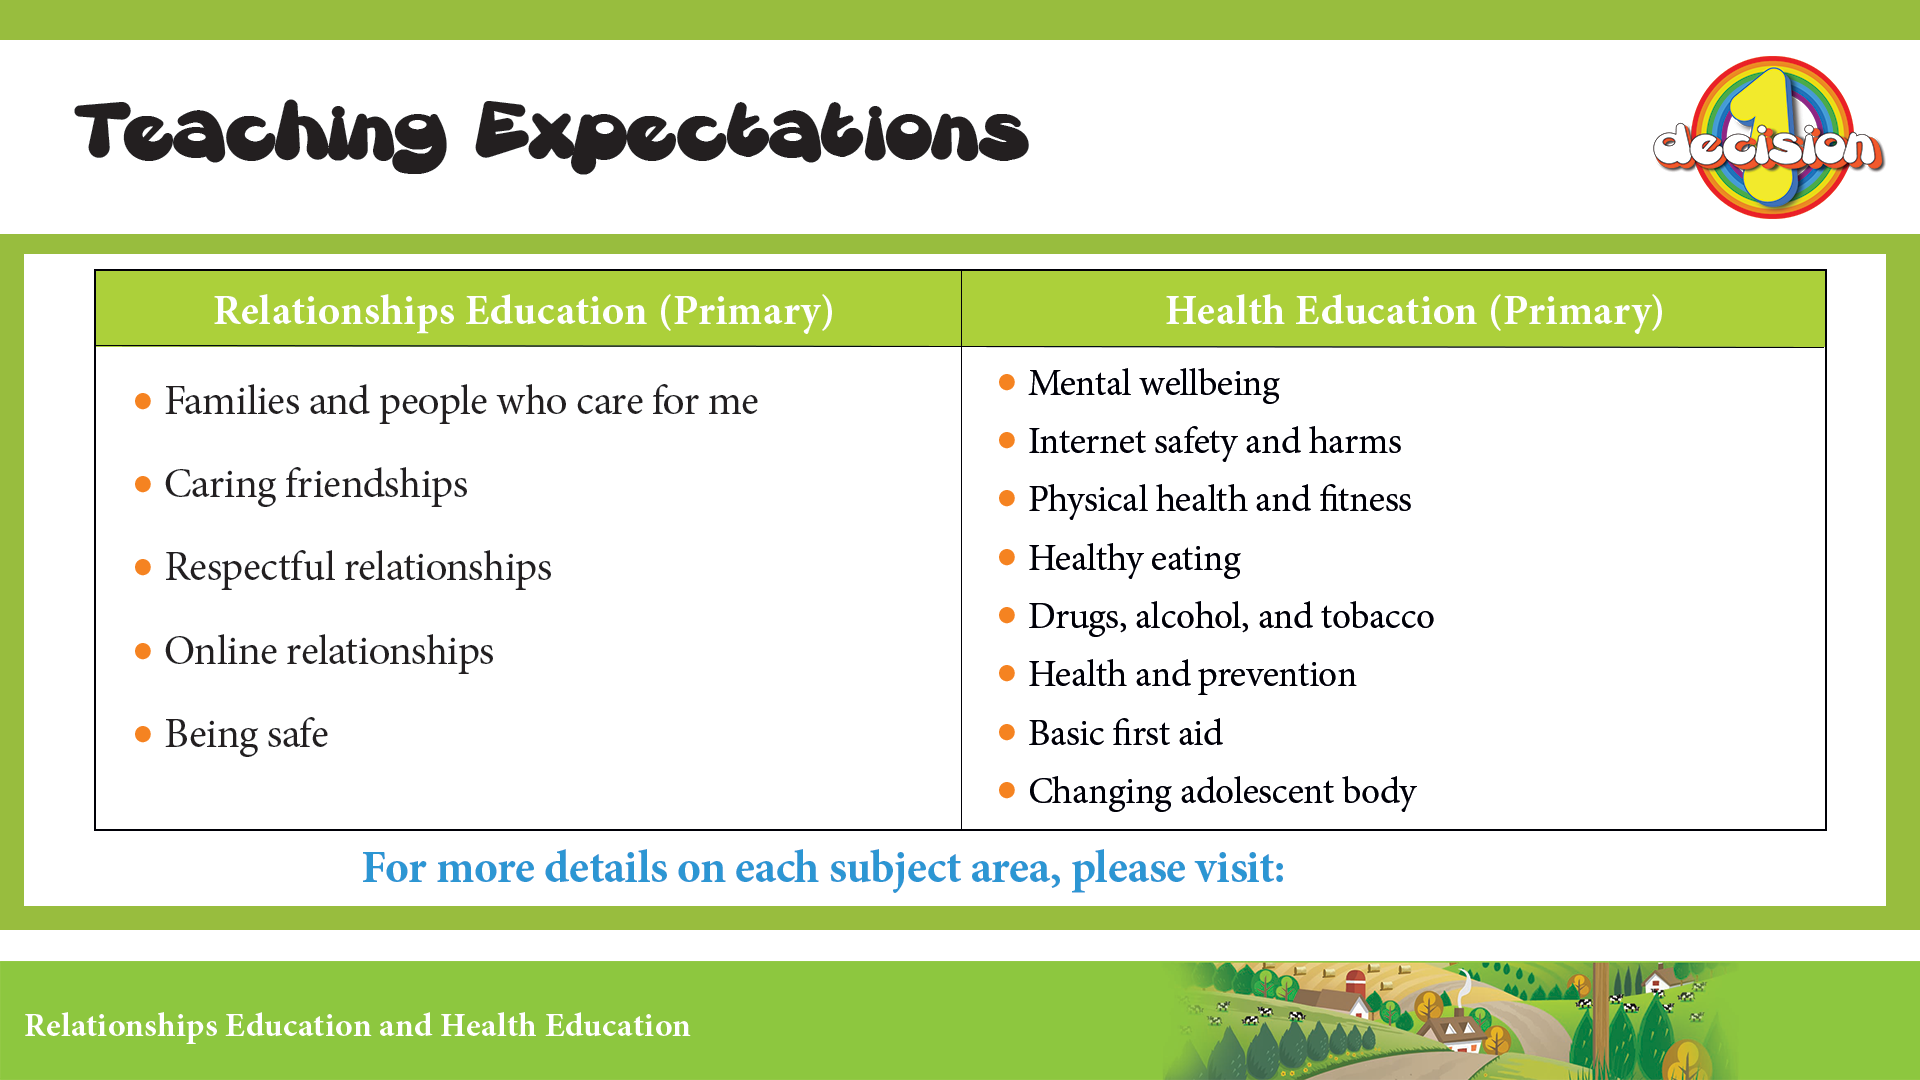 Teaching Expectations
1
decision
Relationships Education (Primary)
Families and people who care for me
Caring friendships
Respectful relationships
Online relationships
Being safe
Health Education (Primary)
Mental wellbeing
Internet safety and harms
Physical health and fitness
Healthy eating
Drugs, alcohol, and tobacco
Health and prevention
Basic first aid
Changing adolescent body
For more details on each subject area, please visit:
Relationships Education and Health Education